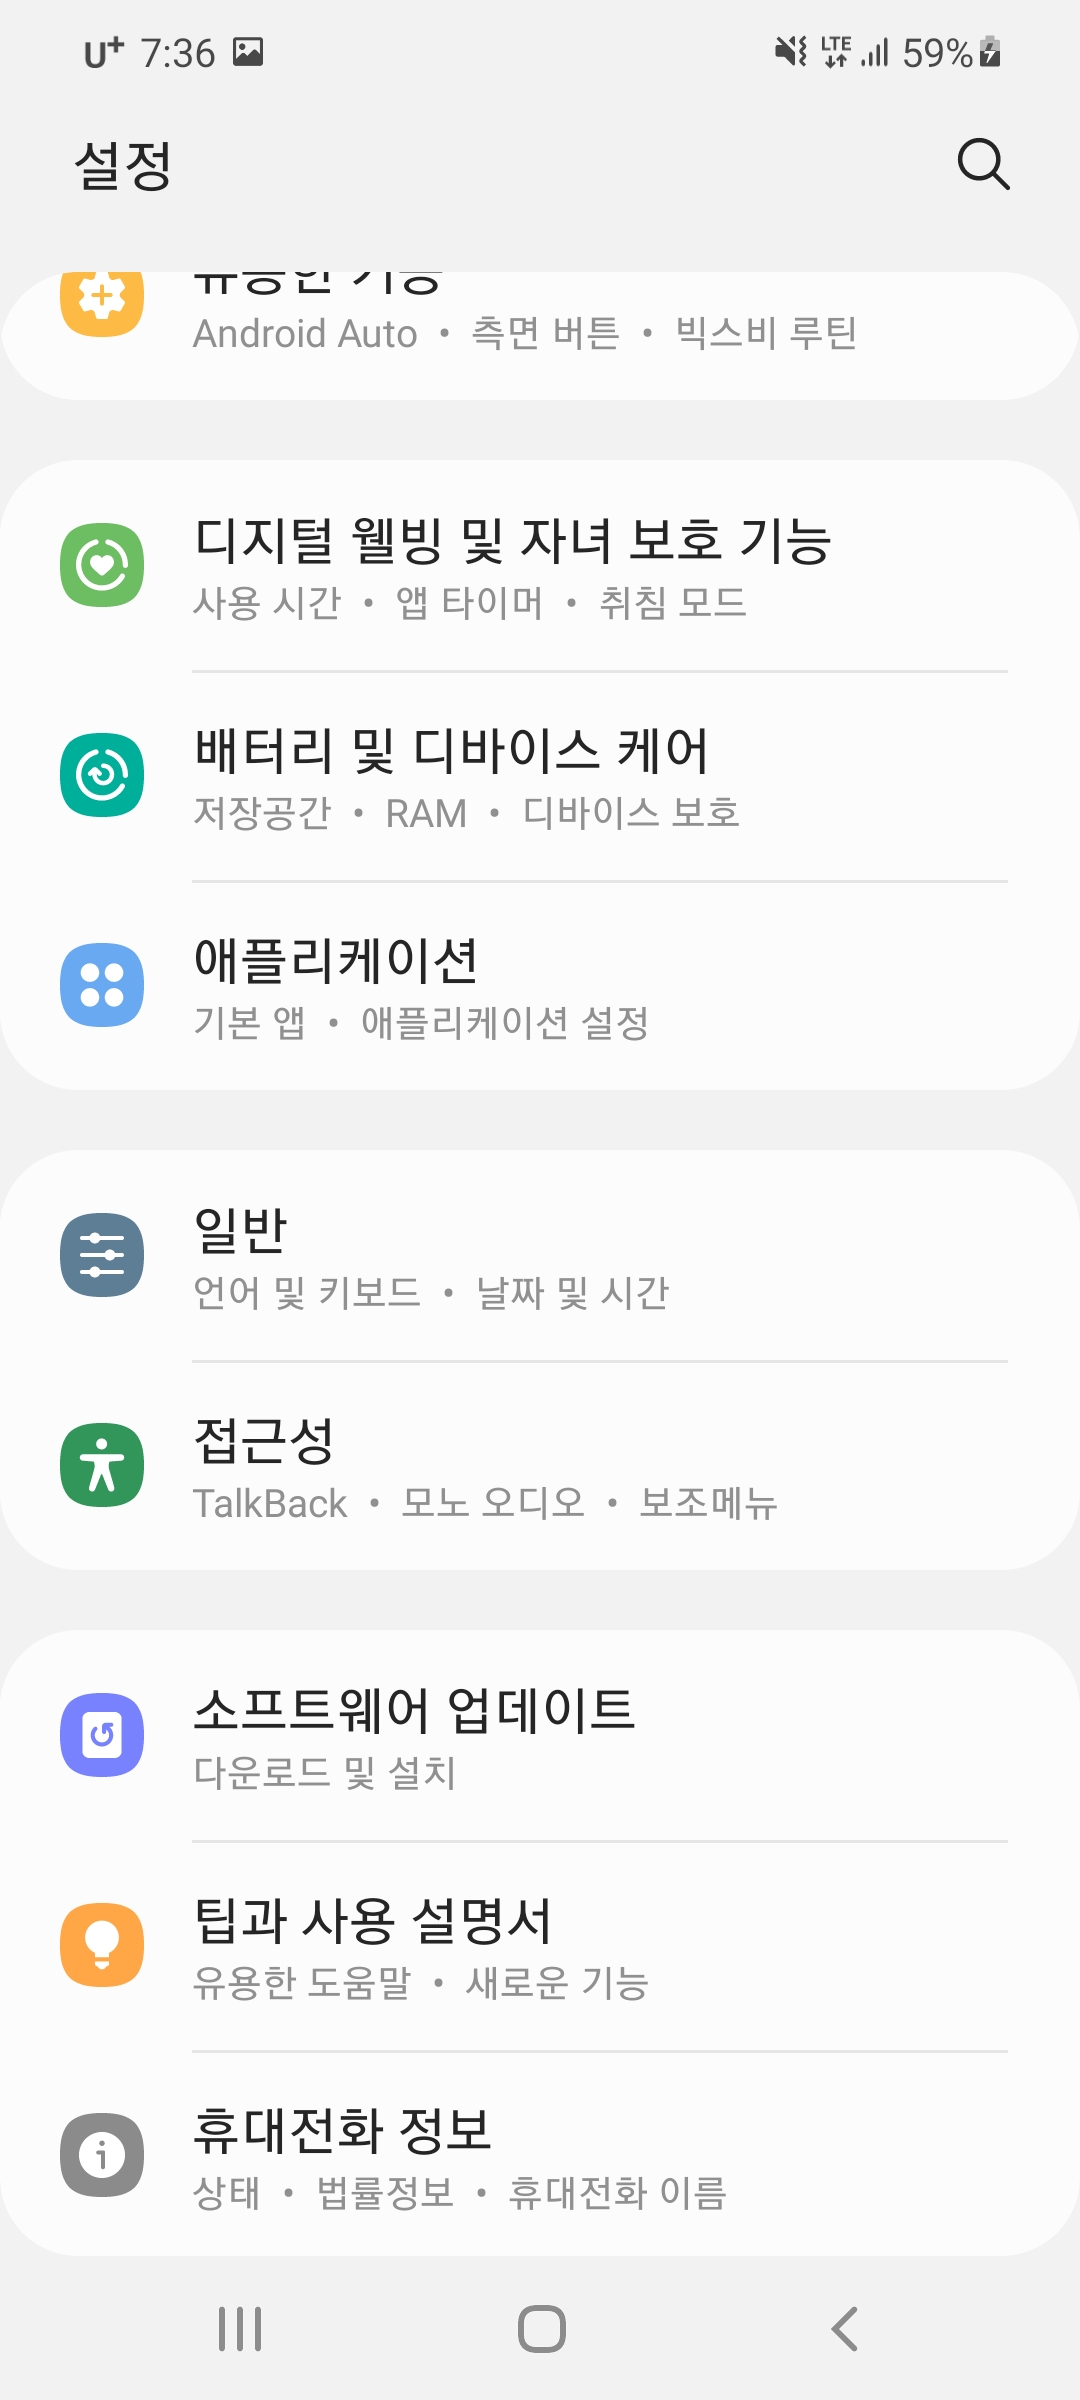 U+ 7:36 LTE 59%
설정
유용한 기능
Android Auto • 측면 버튼 • 빅스비 루틴
디지털 웰빙 및 자녀 보호 기능
사용 시간 • 앱 타이머 • 취침 모드
배터리 및 디바이스 케어
저장공간 • RAM • 디바이스 보호
애플리케이션
기본 앱 • 애플리케이션 설정
일반
언어 및 키보드 • 날짜 및 시간
접근성
TalkBack • 모노 오디오 • 보조메뉴
소프트웨어 업데이트
다운로드 및 설치
팁과 사용 설명서
유용한 도움말 • 새로운 기능
휴대전화 정보
상태 • 법률정보 • 휴대전화 이름